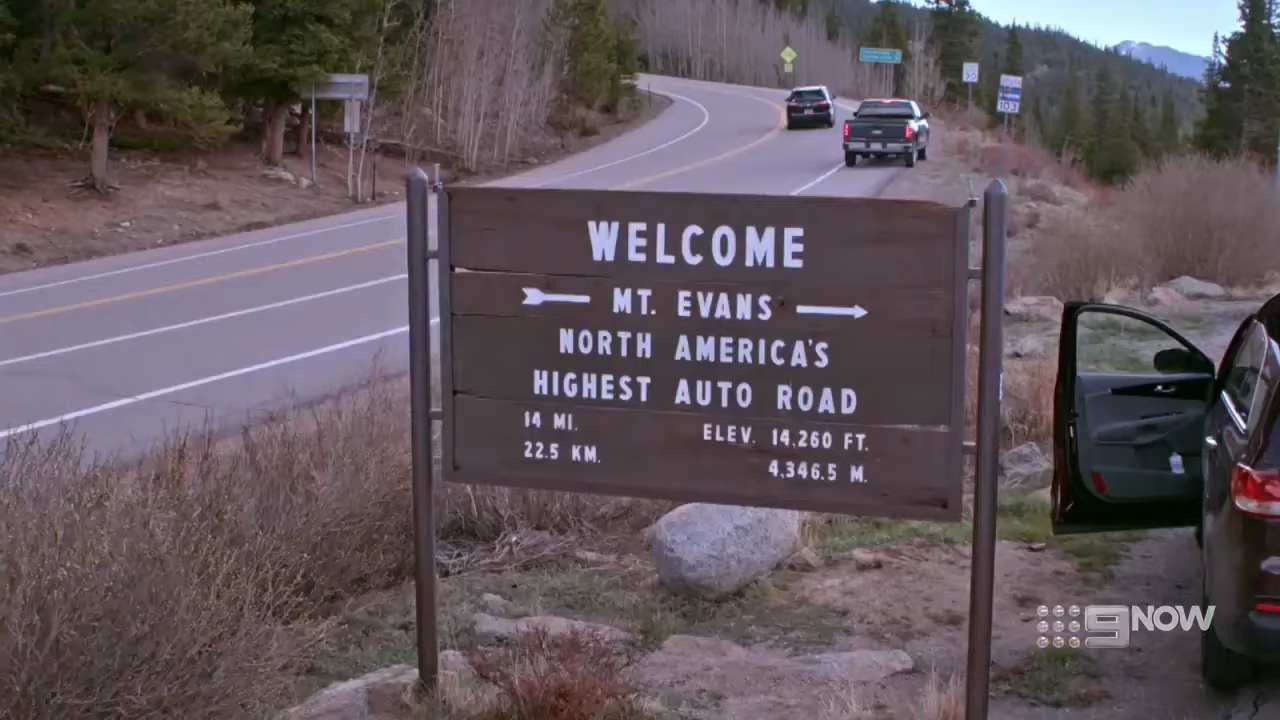 30
103
WELCOME
MT. EVANS
NORTH AMERICA'S
HIGHEST AUTO ROAD
14 MI.
22.5 KM.
ELEV. 14,260 FT.
4,346.5 M.
9NOW